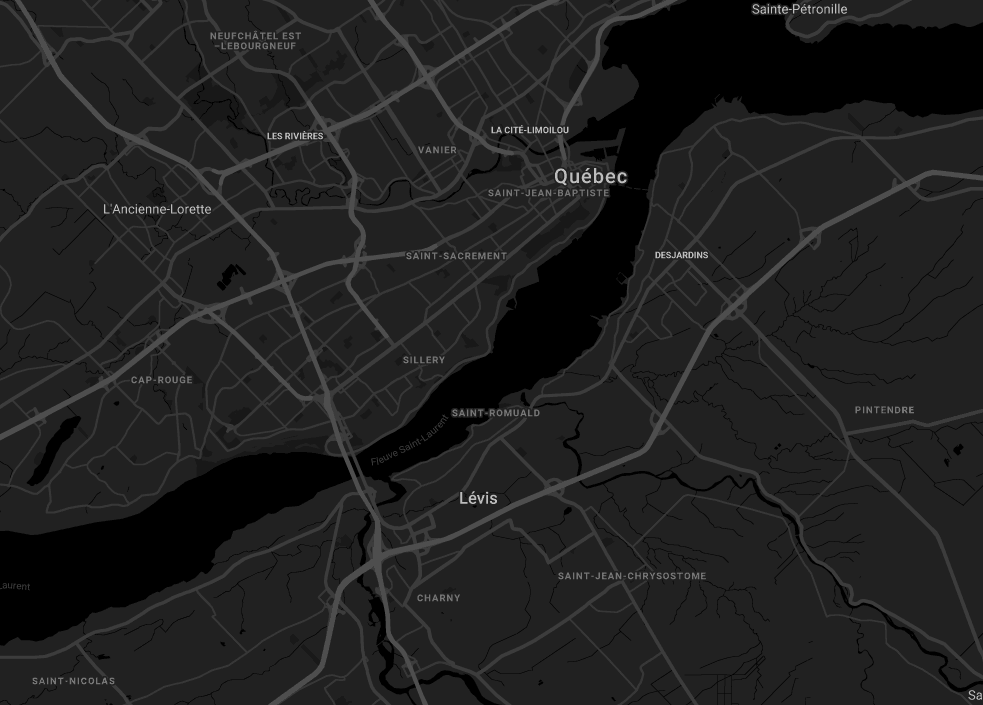 Sainte-Pétronille
NEUFCHÂTEL EST
–LEBOURGNEUF
LES RIVIÈRES
LA CITÉ-LIMOILOU
VANIER
Québec
SAINT-JEAN-BAPTISTE
L'Ancienne-Lorette
SAINT-SACREMENT
DESJARDINS
SILLERY
CAP-ROUGE
SAINT-ROMUALD
PINTENDRE
Fleuve Saint-Laurent
Lévis
SAINT-JEAN-CHRYSOSTOME
Laurent
CHARNY
SAINT-NICOLAS
Sa